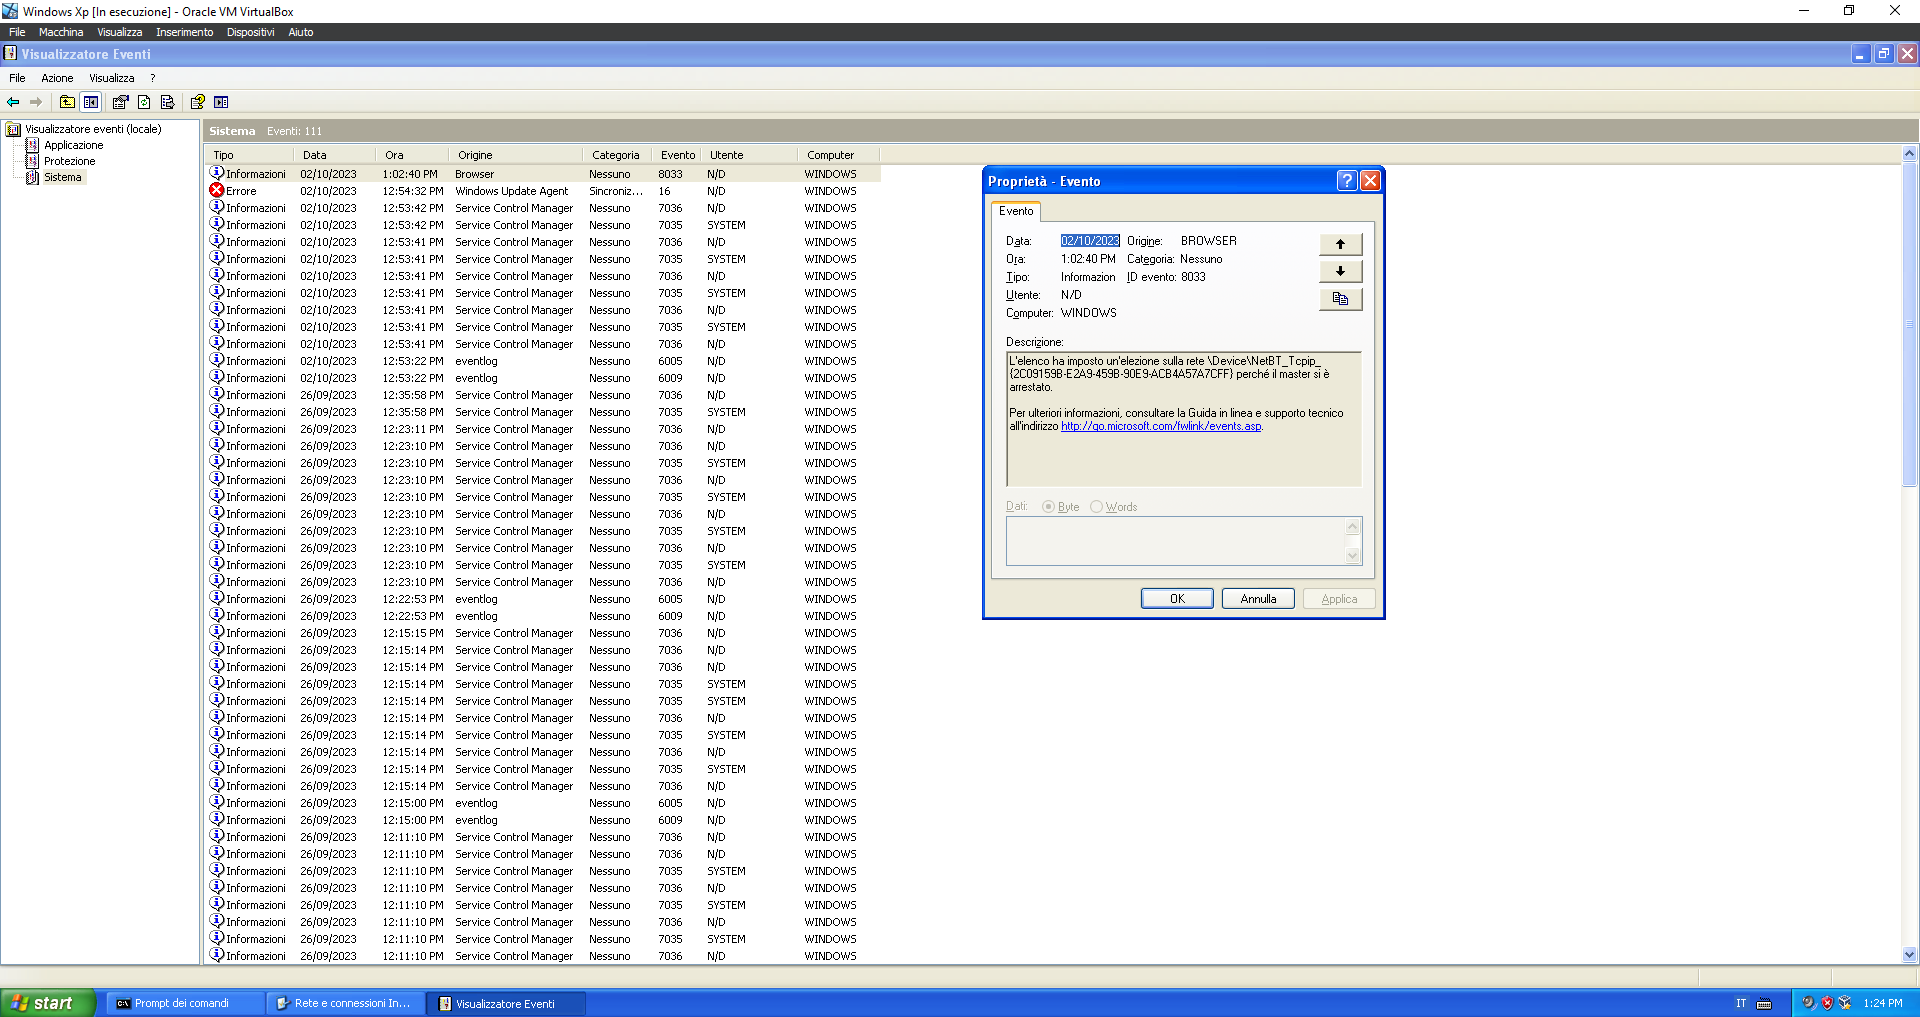 Windows Xp [In esecuzione] - Oracle VM VirtualBox
File Macchina Visualizza Inserimento Dispositivi Aiuto
Visualizzatore Eventi
File Azione Visualizza ?
Visualizzatore eventi (locale)
Applicazione
Protezione
Sistema
Sistema Eventi: 111
Tipo Data Ora Origine Categoria Evento Utente Computer
Informazioni 02/10/2023 1:02:40 PM Browser Nessuno 8033 N/D WINDOWS
Errore 02/10/2023 12:54:32 PM Windows Update Agent Sincroniz... 16 N/D WINDOWS
Informazioni 02/10/2023 12:53:42 PM Service Control Manager Nessuno 7036 N/D WINDOWS
Informazioni 02/10/2023 12:53:42 PM Service Control Manager Nessuno 7035 SYSTEM WINDOWS
Informazioni 02/10/2023 12:53:41 PM Service Control Manager Nessuno 7036 N/D WINDOWS
Informazioni 02/10/2023 12:53:41 PM Service Control Manager Nessuno 7035 SYSTEM WINDOWS
Informazioni 02/10/2023 12:53:41 PM Service Control Manager Nessuno 7036 N/D WINDOWS
Informazioni 02/10/2023 12:53:41 PM Service Control Manager Nessuno 7035 SYSTEM WINDOWS
Informazioni 02/10/2023 12:53:41 PM Service Control Manager Nessuno 7036 N/D WINDOWS
Informazioni 02/10/2023 12:53:41 PM Service Control Manager Nessuno 7035 SYSTEM WINDOWS
Informazioni 02/10/2023 12:53:41 PM Service Control Manager Nessuno 7036 N/D WINDOWS
Informazioni 02/10/2023 12:53:22 PM eventlog Nessuno 6005 N/D WINDOWS
Informazioni 02/10/2023 12:53:22 PM eventlog Nessuno 6009 N/D WINDOWS
Informazioni 26/09/2023 12:35:58 PM Service Control Manager Nessuno 7036 N/D WINDOWS
Informazioni 26/09/2023 12:35:58 PM Service Control Manager Nessuno 7035 SYSTEM WINDOWS
Informazioni 26/09/2023 12:23:11 PM Service Control Manager Nessuno 7036 N/D WINDOWS
Informazioni 26/09/2023 12:23:10 PM Service Control Manager Nessuno 7036 N/D WINDOWS
Informazioni 26/09/2023 12:23:10 PM Service Control Manager Nessuno 7035 SYSTEM WINDOWS
Informazioni 26/09/2023 12:23:10 PM Service Control Manager Nessuno 7036 N/D WINDOWS
Informazioni 26/09/2023 12:23:10 PM Service Control Manager Nessuno 7035 SYSTEM WINDOWS
Informazioni 26/09/2023 12:23:10 PM Service Control Manager Nessuno 7036 N/D WINDOWS
Informazioni 26/09/2023 12:23:10 PM Service Control Manager Nessuno 7035 SYSTEM WINDOWS
Informazioni 26/09/2023 12:23:10 PM Service Control Manager Nessuno 7036 N/D WINDOWS
Informazioni 26/09/2023 12:23:10 PM Service Control Manager Nessuno 7035 SYSTEM WINDOWS
Informazioni 26/09/2023 12:23:10 PM Service Control Manager Nessuno 7036 N/D WINDOWS
Informazioni 26/09/2023 12:22:53 PM eventlog Nessuno 6005 N/D WINDOWS
Informazioni 26/09/2023 12:22:53 PM eventlog Nessuno 6009 N/D WINDOWS
Informazioni 26/09/2023 12:15:15 PM Service Control Manager Nessuno 7036 N/D WINDOWS
Informazioni 26/09/2023 12:15:14 PM Service Control Manager Nessuno 7036 N/D WINDOWS
Informazioni 26/09/2023 12:15:14 PM Service Control Manager Nessuno 7036 N/D WINDOWS
Informazioni 26/09/2023 12:15:14 PM Service Control Manager Nessuno 7035 SYSTEM WINDOWS
Informazioni 26/09/2023 12:15:14 PM Service Control Manager Nessuno 7035 SYSTEM WINDOWS
Informazioni 26/09/2023 12:15:14 PM Service Control Manager Nessuno 7036 N/D WINDOWS
Informazioni 26/09/2023 12:15:14 PM Service Control Manager Nessuno 7035 SYSTEM WINDOWS
Informazioni 26/09/2023 12:15:14 PM Service Control Manager Nessuno 7036 N/D WINDOWS
Informazioni 26/09/2023 12:15:14 PM Service Control Manager Nessuno 7035 SYSTEM WINDOWS
Informazioni 26/09/2023 12:15:14 PM Service Control Manager Nessuno 7036 N/D WINDOWS
Informazioni 26/09/2023 12:15:00 PM eventlog Nessuno 6005 N/D WINDOWS
Informazioni 26/09/2023 12:15:00 PM eventlog Nessuno 6009 N/D WINDOWS
Informazioni 26/09/2023 12:11:10 PM Service Control Manager Nessuno 7036 N/D WINDOWS
Informazioni 26/09/2023 12:11:10 PM Service Control Manager Nessuno 7036 N/D WINDOWS
Informazioni 26/09/2023 12:11:10 PM Service Control Manager Nessuno 7035 SYSTEM WINDOWS
Informazioni 26/09/2023 12:11:10 PM Service Control Manager Nessuno 7036 N/D WINDOWS
Informazioni 26/09/2023 12:11:10 PM Service Control Manager Nessuno 7035 SYSTEM WINDOWS
Informazioni 26/09/2023 12:11:10 PM Service Control Manager Nessuno 7036 N/D WINDOWS
Informazioni 26/09/2023 12:11:10 PM Service Control Manager Nessuno 7035 SYSTEM WINDOWS
Informazioni 26/09/2023 12:11:10 PM Service Control Manager Nessuno 7036 N/D WINDOWS
Proprietà - Evento
Evento
Data: 02/10/2023 Origine: BROWSER
Ora: 1:02:40 PM Categoria: Nessuno
Tipo: Informazion ID evento: 8033
Utente: N/D
Computer: WINDOWS
Descrizione:
L'elenco ha imposto un'elezione sulla rete \Device\NetBT_Tcpip_
{2C09159B-E2A9-459B-90E9-ACB4A57A7CFF} perché il master si è
arrestato.
Per ulteriori informazioni, consultare la Guida in linea e supporto tecnico
all'indirizzo http://go.microsoft.com/fwlink/events.asp.
Dati: Byte Words
OK Annulla Applica
start Prompt dei comandi Rete e connessioni In... Visualizzatore Eventi IT 1:24 PM